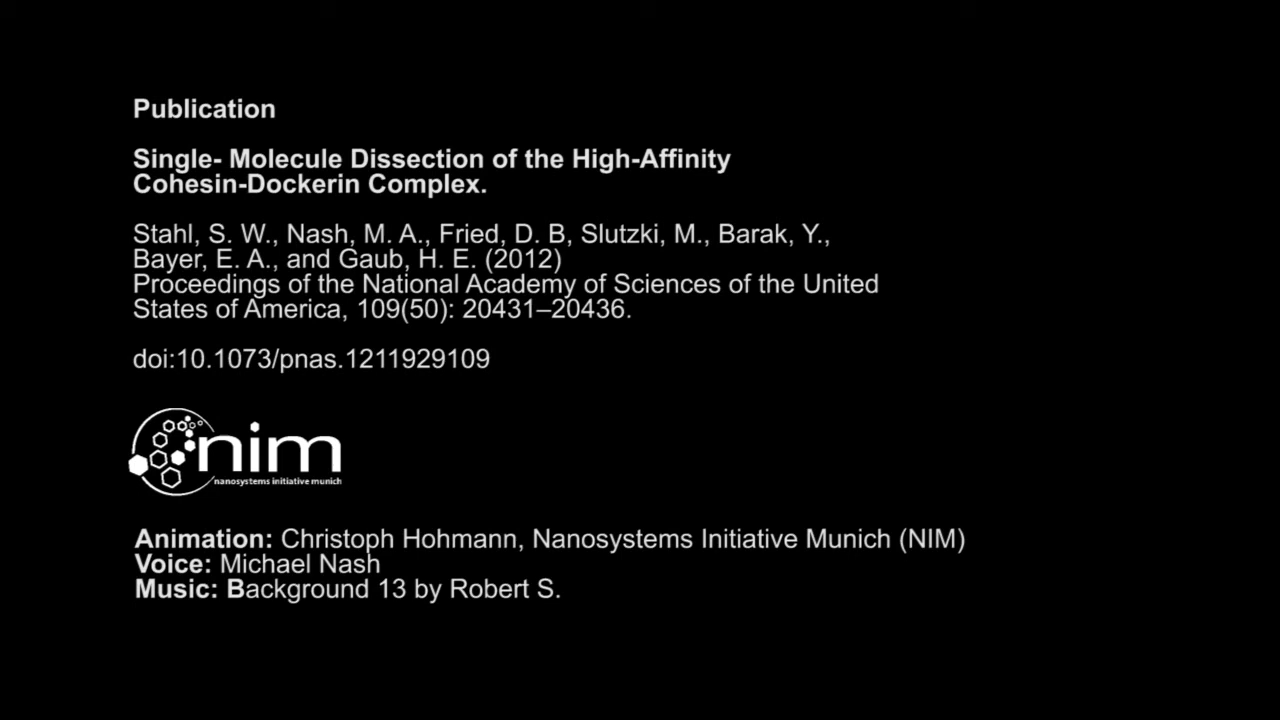 Publication
Single- Molecule Dissection of the High-Affinity
Cohesin-Dockerin Complex.
Stahl, S. W., Nash, M. A., Fried, D. B, Slutzki, M., Barak, Y.,
Bayer, E. A., and Gaub, H. E. (2012)
Proceedings of the National Academy of Sciences of the United
States of America, 109(50): 20431–20436.
doi:10.1073/pnas.1211929109
nim
nanosystems initiative munich
Animation: Christoph Hohmann, Nanosystems Initiative Munich (NIM)
Voice: Michael Nash
Music: Background 13 by Robert S.